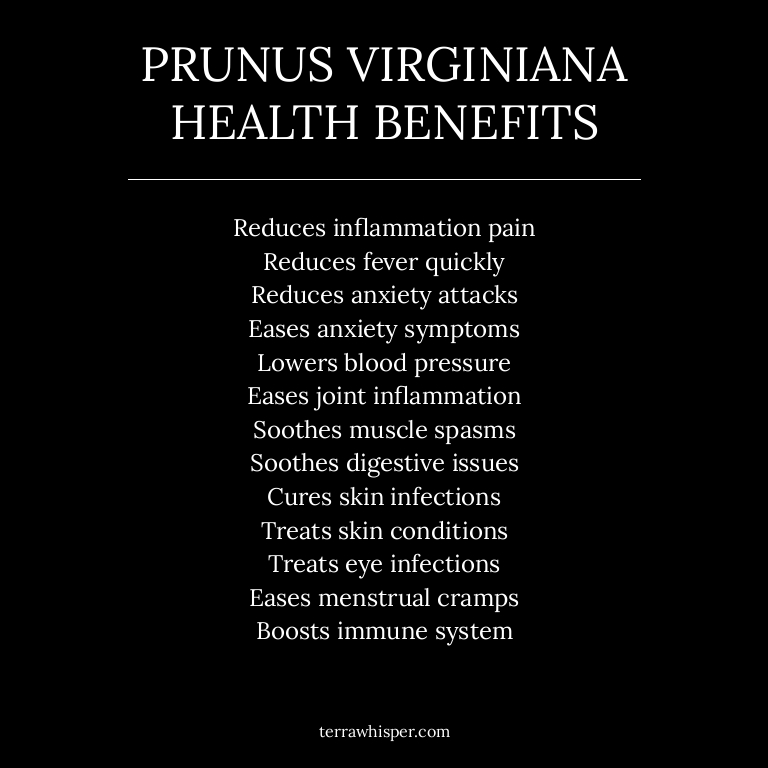 PRUNUS VIRGINIANA
HEALTH BENEFITS
Reduces inflammation pain
Reduces fever quickly
Reduces anxiety attacks
Eases anxiety symptoms
Lowers blood pressure
Eases joint inflammation
Soothes muscle spasms
Soothes digestive issues
Cures skin infections
Treats skin conditions
Treats eye infections
Eases menstrual cramps
Boosts immune system
terrawhisper.com